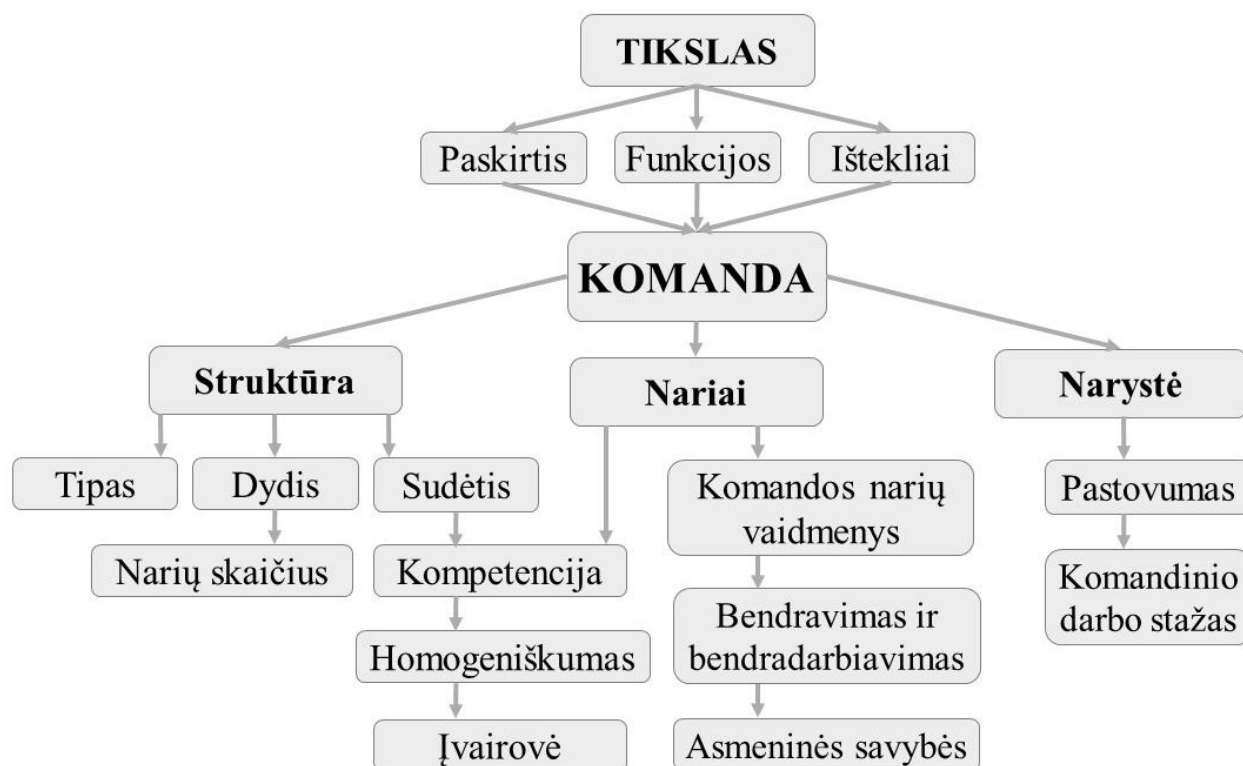 TIKSLAS
Paskirtis
Funkcijos
Ištekliai
KOMANDA
Struktūra
Nariai
Narystė
Tipas
Dydis
Sudėtis
Komandos narių
vaidmenys
Pastovumas
Narių skaičius
Kompetencija
Komandinio
darbo stažas
Bendravimas ir
bendradarbiavimas
Homogeniškumas
Įvairovė
Asmeninės savybės